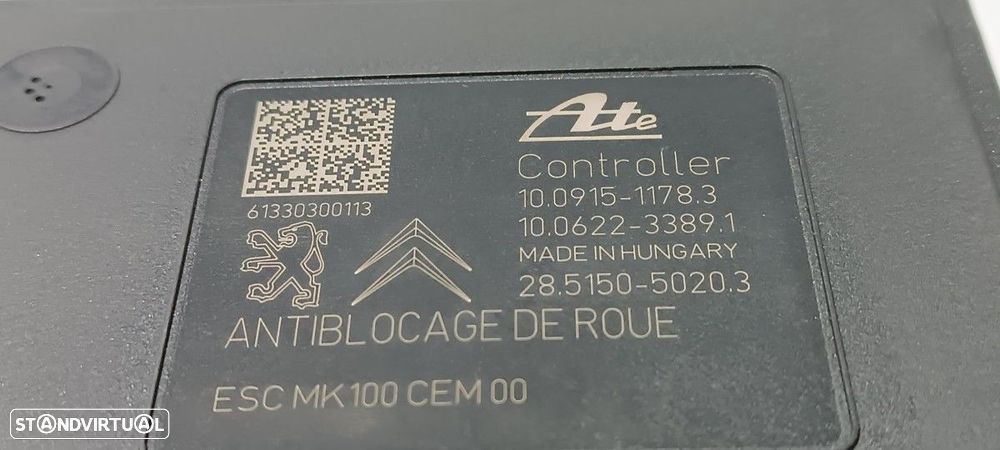 Ate
Controller
10.0915-1178.3
10.0622-3389.1
MADE IN HUNGARY
28.5150-5020.3
61330300113
ANTIBLOCAGE DE ROUE
ESC MK100 CEM 00
STANDVIRTUAL